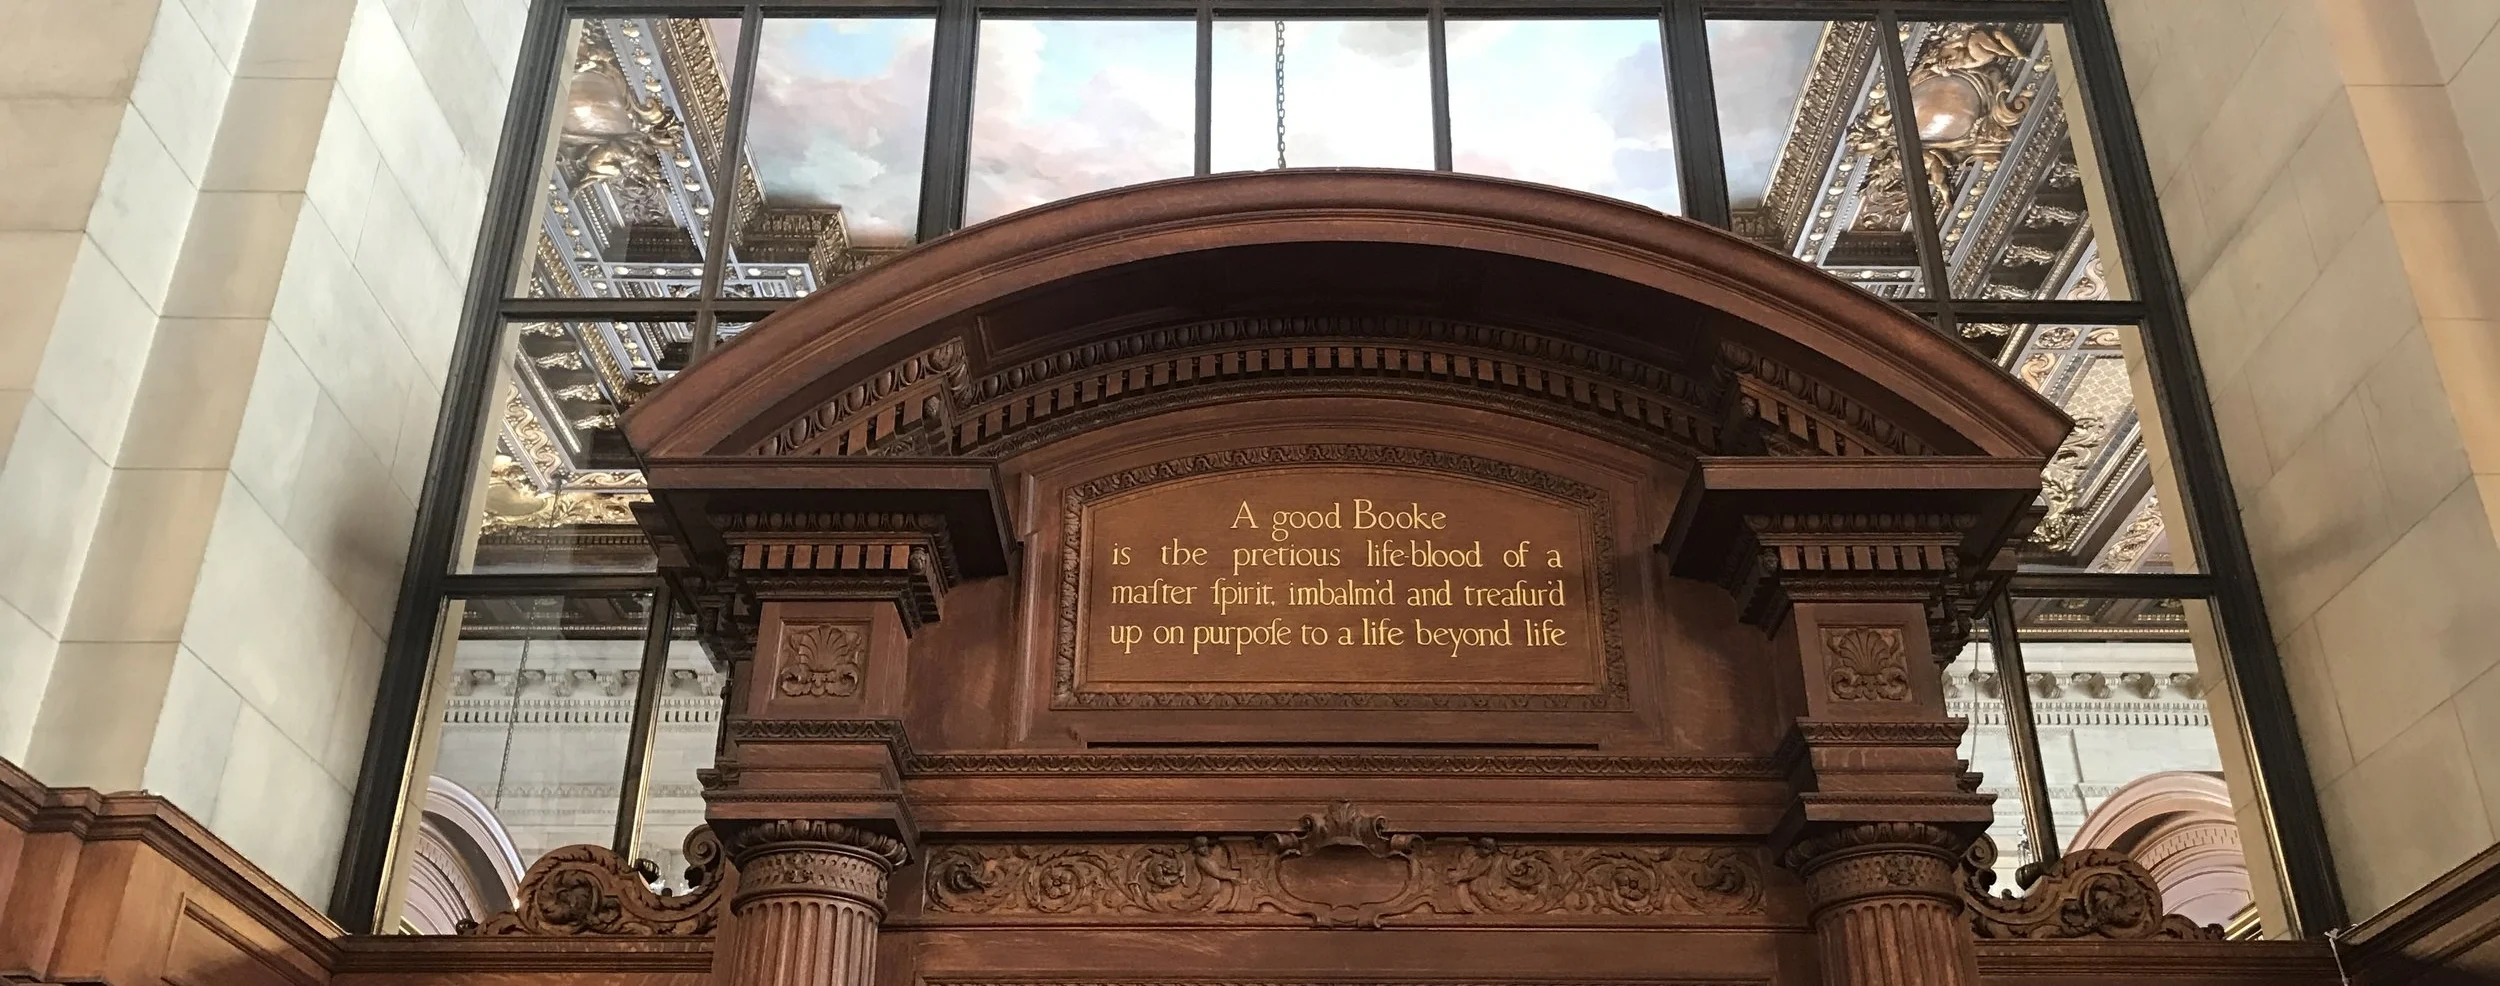 A good Booke
is the pretious life-blood of a
maſter ſpirit, imbalm'd and treaſur'd
up on purpoſe to a life beyond life